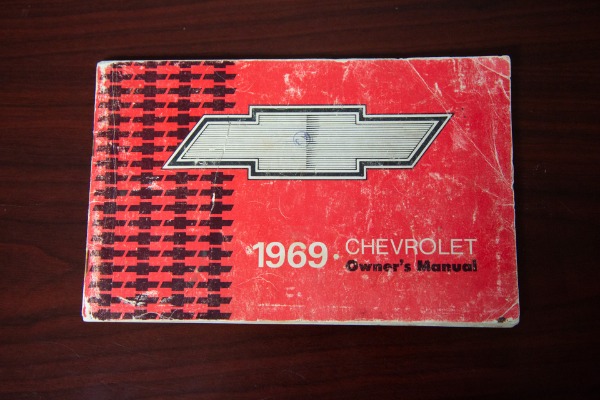 1969 • CHEVROLET
Owner's Manual